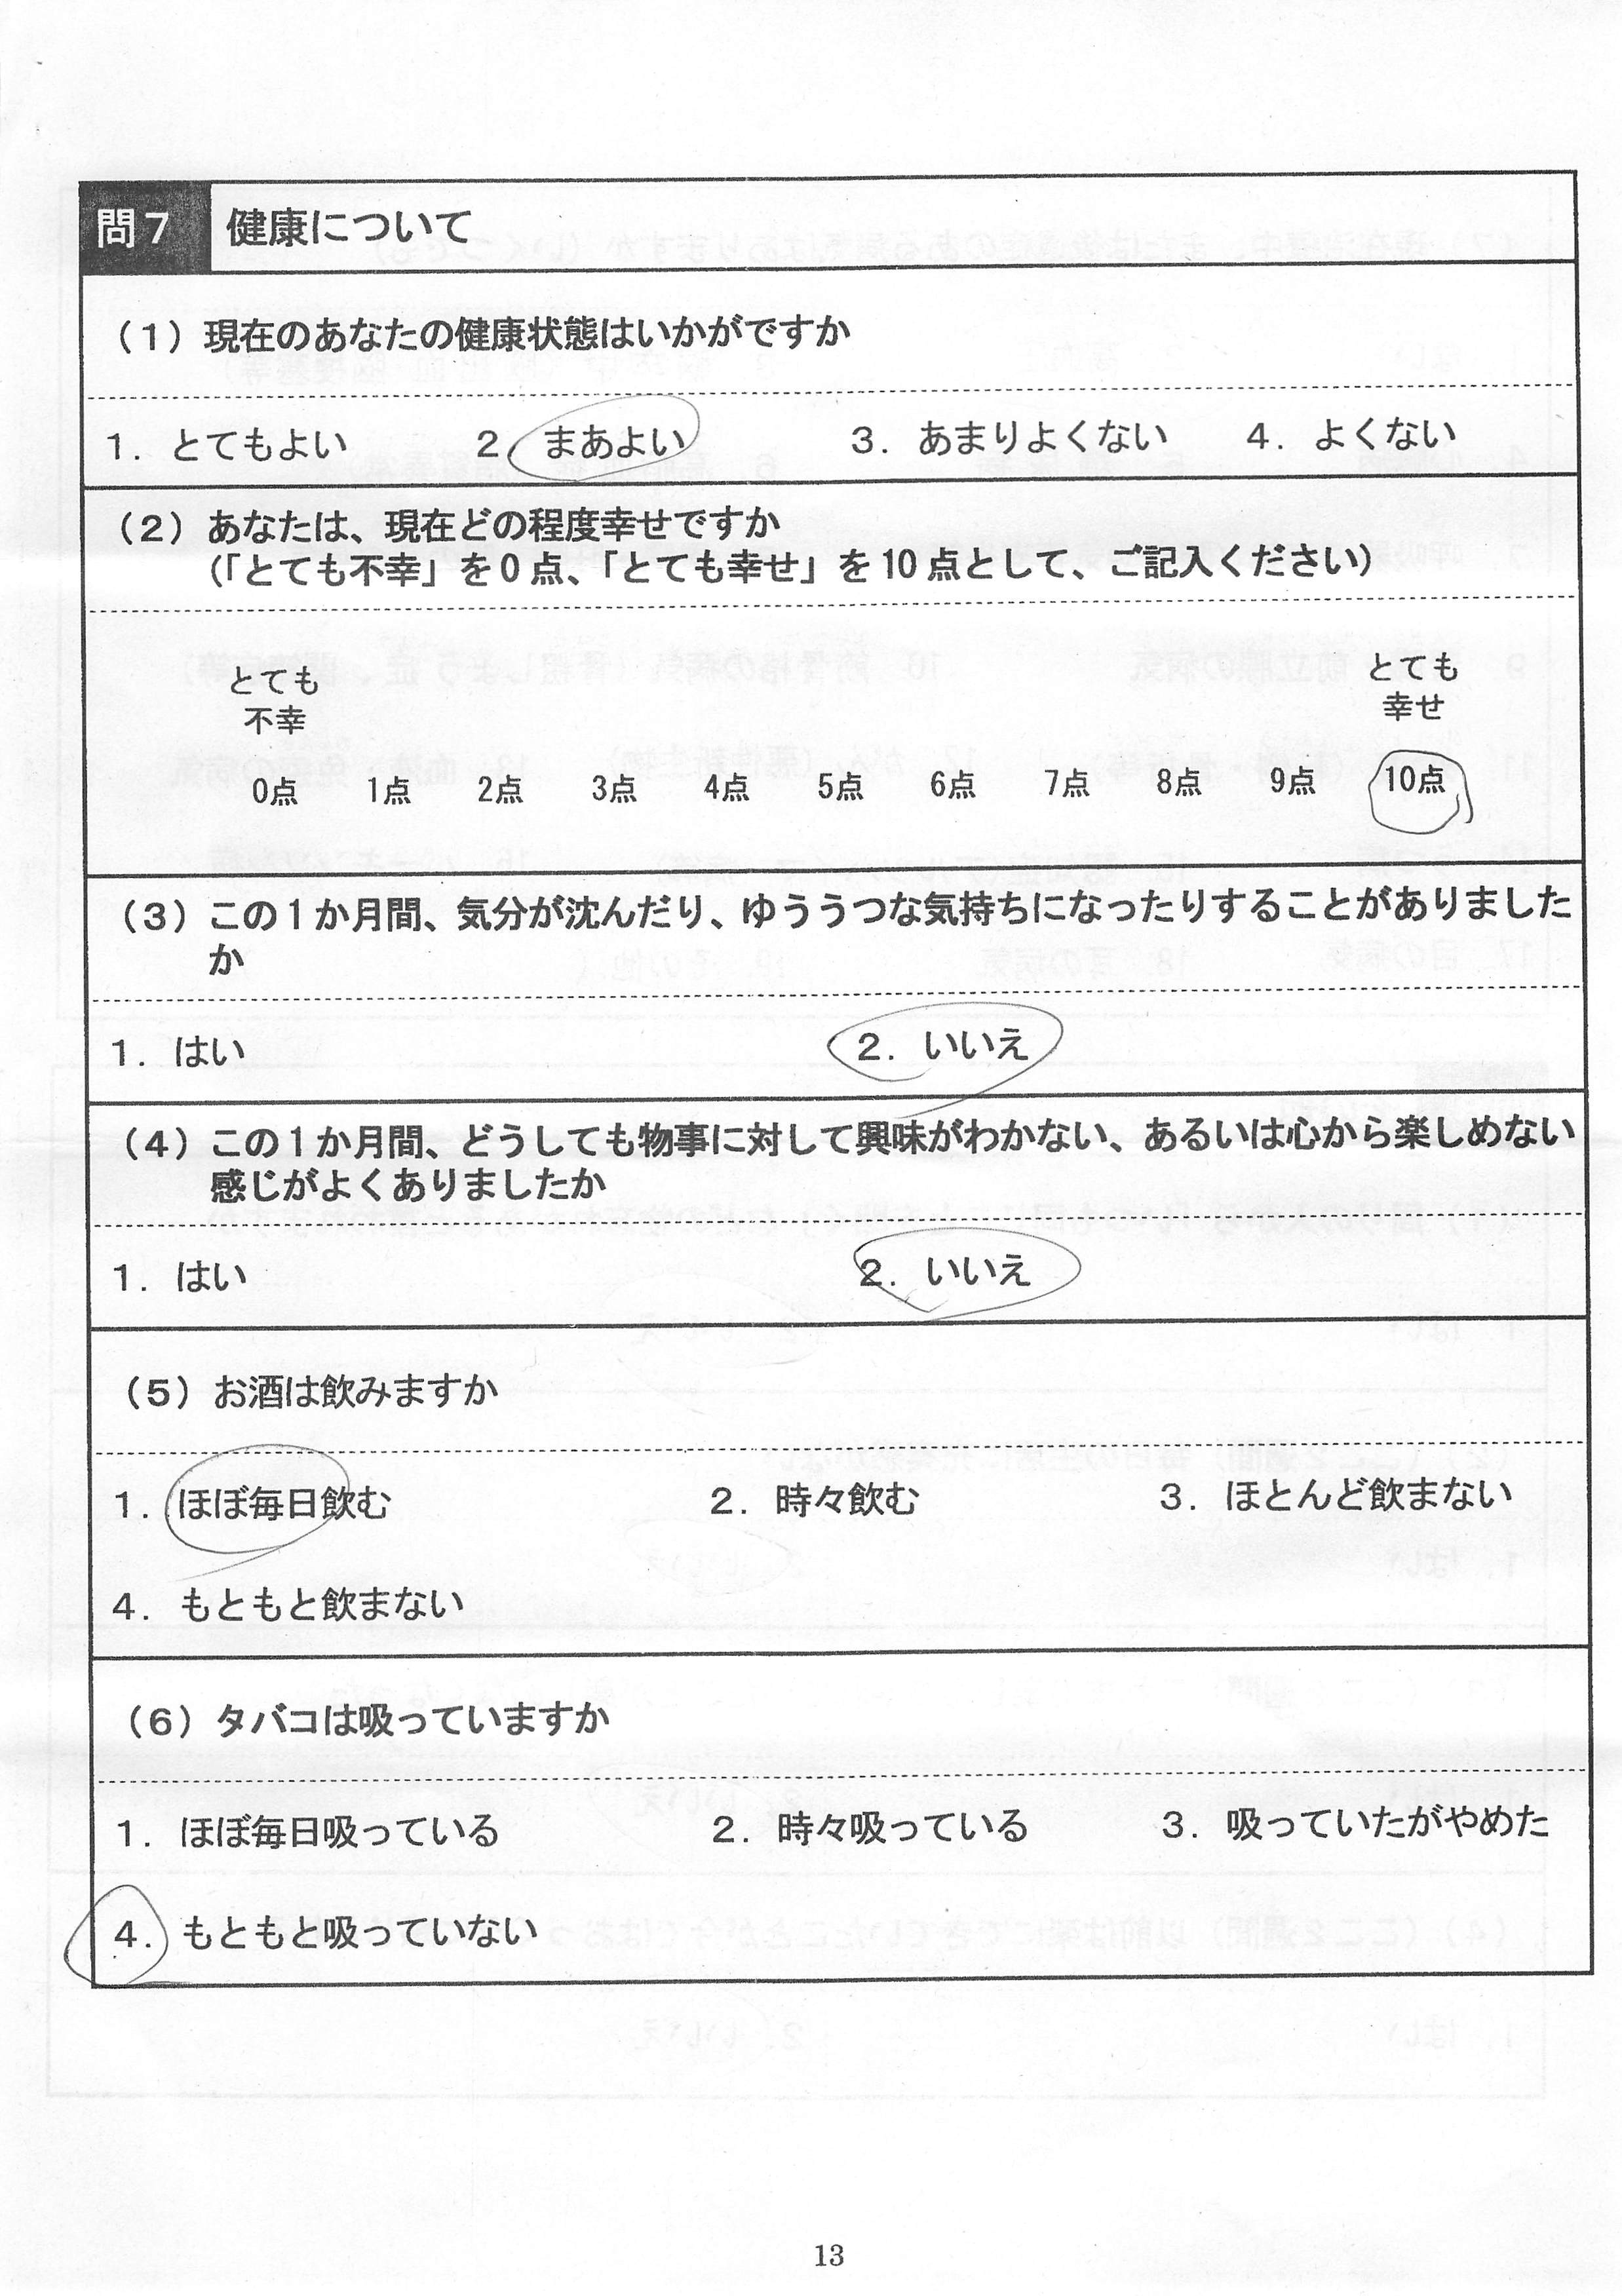 問７ 健康について
（１）現在のあなたの健康状態はいかがですか
１．とてもよい ２．まあよい ３．あまりよくない ４．よくない
（２）あなたは、現在どの程度幸せですか
（「とても不幸」を０点、「とても幸せ」を10点として、ご記入ください）
とても とても
不幸 幸せ
0点 1点 2点 3点 4点 5点 6点 7点 8点 9点 10点
（３）この１か月間、気分が沈んだり、ゆううつな気持ちになったりすることがありました
か
１．はい ２．いいえ
（４）この１か月間、どうしても物事に対して興味がわかない、あるいは心から楽しめない
感じがよくありましたか
１．はい ２．いいえ
（５）お酒は飲みますか
１．ほぼ毎日飲む ２．時々飲む ３．ほとんど飲まない
４．もともと飲まない
（６）タバコは吸っていますか
１．ほぼ毎日吸っている ２．時々吸っている ３．吸っていたがやめた
４．もともと吸っていない
13